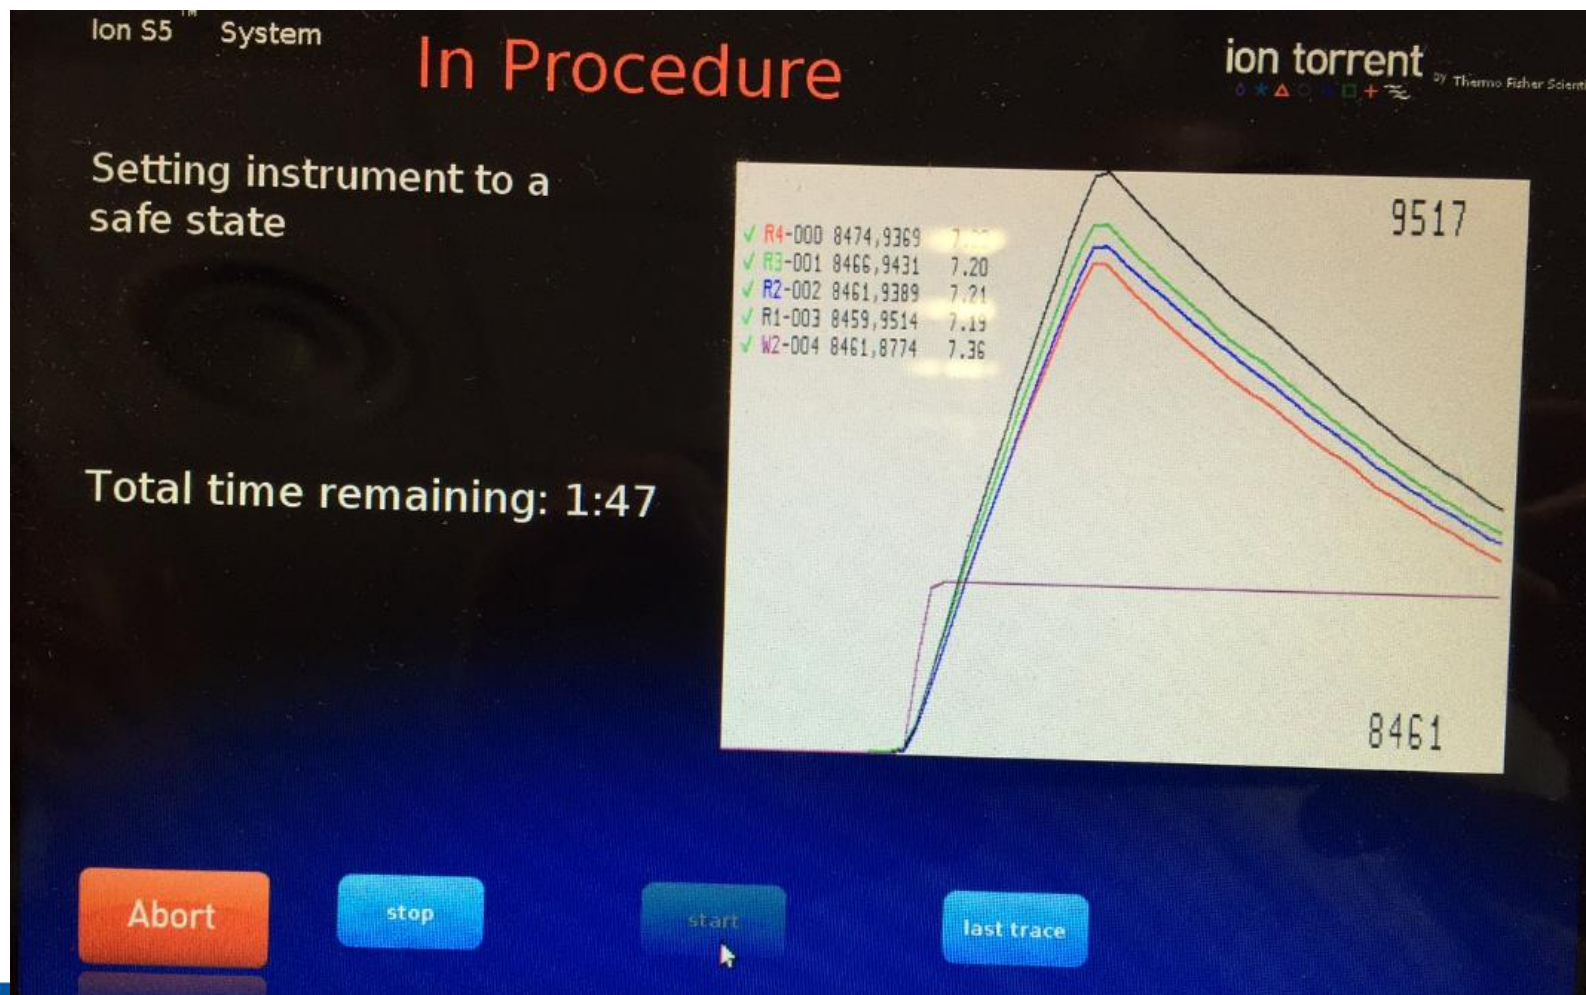 Ion S5™ System
In Procedure
ion torrent
by Thermo Fisher Scienti
Setting instrument to a
safe state
9517
R4-000 8474,9369
R3-001 8466,9431 7.20
R2-002 8461,9389 7.21
R1-003 8459,9514 7.19
W2-004 8461,8774 7.36
Total time remaining: 1:47
8461
Abort
stop
start
last trace